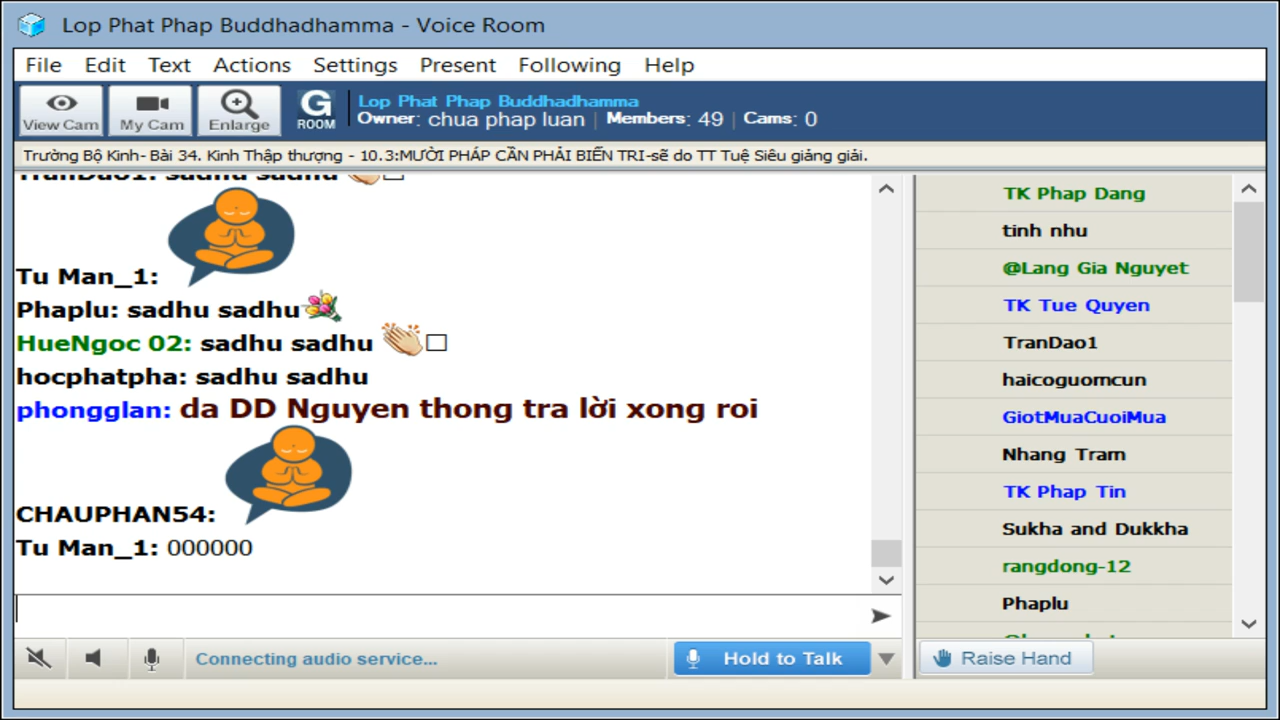 Lop Phat Phap Buddhadhamma - Voice Room
File Edit Text Actions Settings Present Following Help
View Cam
My Cam
Enlarge
G ROOM
Lop Phat Phap Buddhadhamma
Owner: chua phap luan | Members: 49 | Cams: 0
Trường Bộ Kinh- Bài 34. Kinh Thập thượng - 10.3:MƯỜI PHÁP CẦN PHẢI BIẾN TRI-sẽ do TT Tuệ Siêu giảng giải.
TranDao1: sadhu sadhu
Tu Man_1:
Phaplu: sadhu sadhu
HueNgoc 02: sadhu sadhu
hocphatpha: sadhu sadhu
phongglan: da DD Nguyen thong tra lời xong roi
CHAUPHAN54:
Tu Man_1: 000000
TK Phap Dang
tinh nhu
@Lang Gia Nguyet
TK Tue Quyen
TranDao1
haicoguomcun
GiotMuaCuoiMua
Nhang Tram
TK Phap Tin
Sukha and Dukkha
rangdong-12
Phaplu
Connecting audio service...
Hold to Talk
Raise Hand